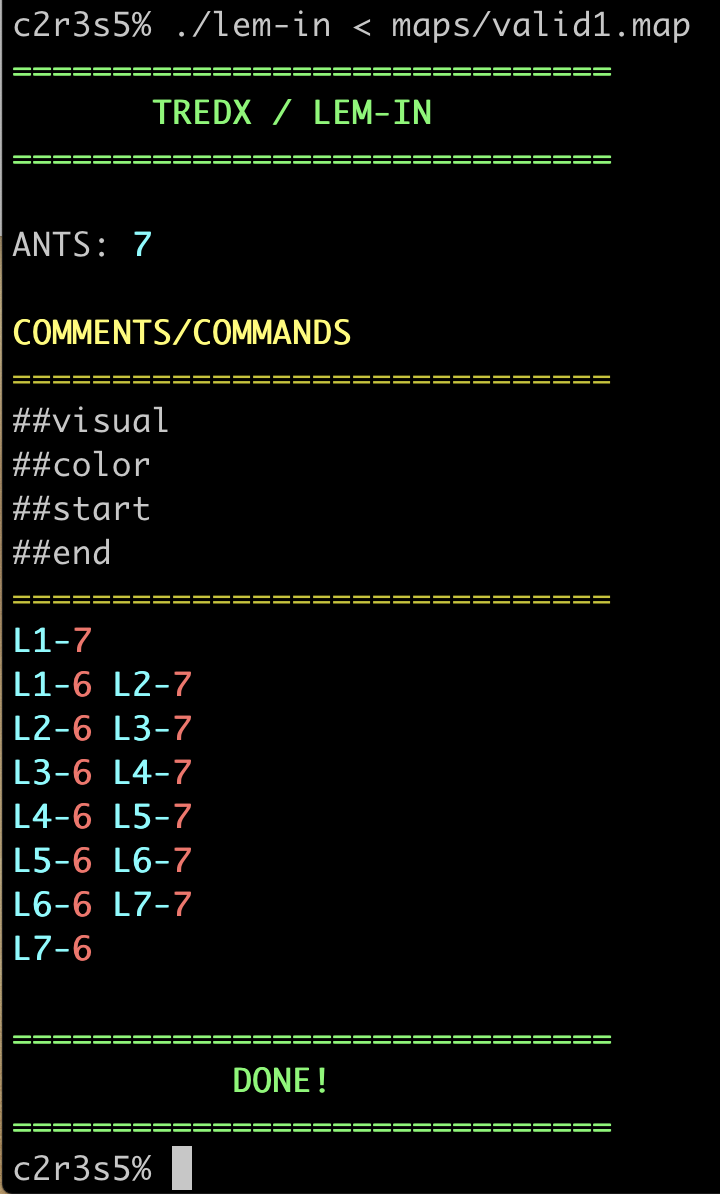 c2r3s5% ./lem-in < maps/valid1.map
==============================
TREDX / LEM-IN
==============================
ANTS: 7
COMMENTS/COMMANDS
==============================
##visual
##color
##start
##end
==============================
L1-7
L1-6 L2-7
L2-6 L3-7
L3-6 L4-7
L4-6 L5-7
L5-6 L6-7
L6-6 L7-7
L7-6
==============================
DONE!
==============================
c2r3s5%